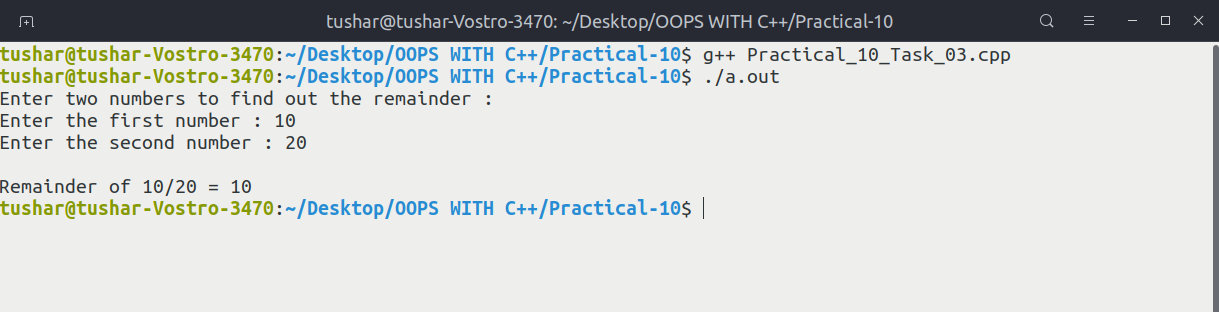 tushar@tushar-Vostro-3470: ~/Desktop/OOPS WITH C++/Practical-10
tushar@tushar-Vostro-3470:~/Desktop/OOPS WITH C++/Practical-10$ g++ Practical_10_Task_03.cpp
tushar@tushar-Vostro-3470:~/Desktop/OOPS WITH C++/Practical-10$ ./a.out
Enter two numbers to find out the remainder :
Enter the first number : 10
Enter the second number : 20
Remainder of 10/20 = 10
tushar@tushar-Vostro-3470:~/Desktop/OOPS WITH C++/Practical-10$